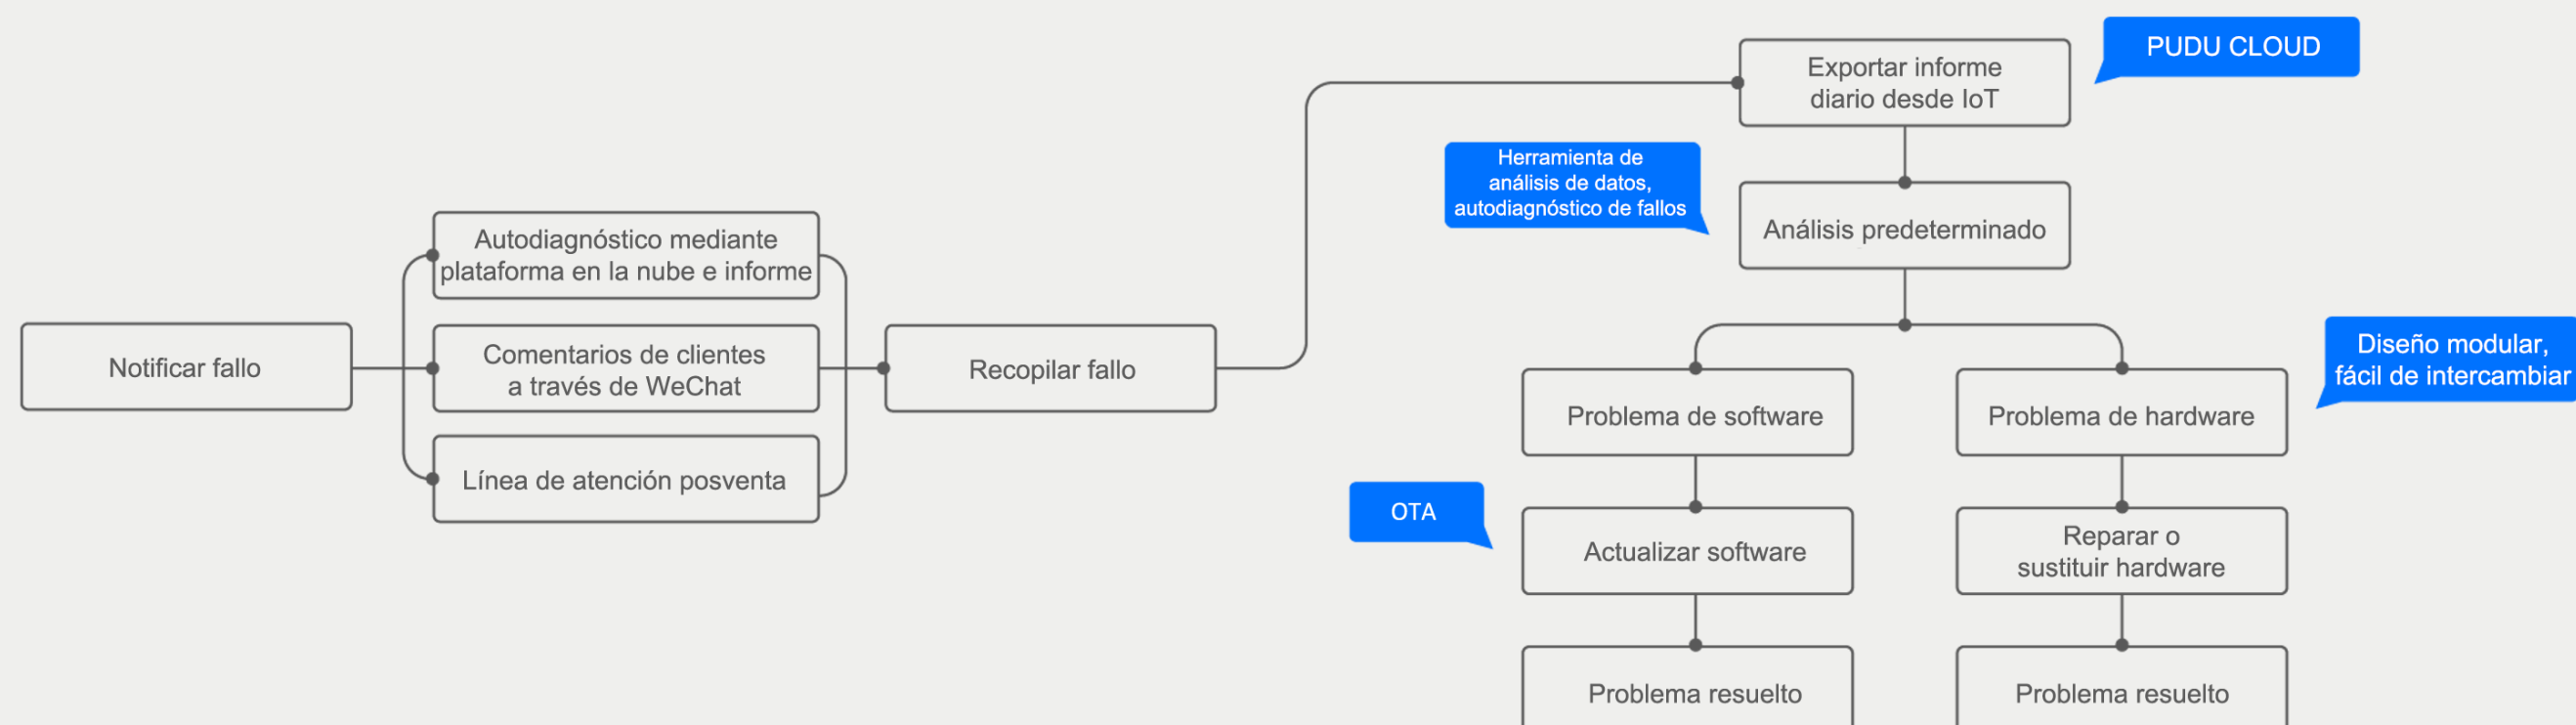 Notificar fallo
Autodiagnóstico mediante
plataforma en la nube e informe
Comentarios de clientes
a través de WeChat
Línea de atención posventa
Recopilar fallo
Exportar informe
diario desde IoT
PUDU CLOUD
Herramienta de
análisis de datos,
autodiagnóstico de fallos
Análisis predeterminado
Problema de software
OTA
Actualizar software
Problema resuelto
Problema de hardware
Diseño modular,
fácil de intercambiar
Reparar o
sustituir hardware
Problema resuelto